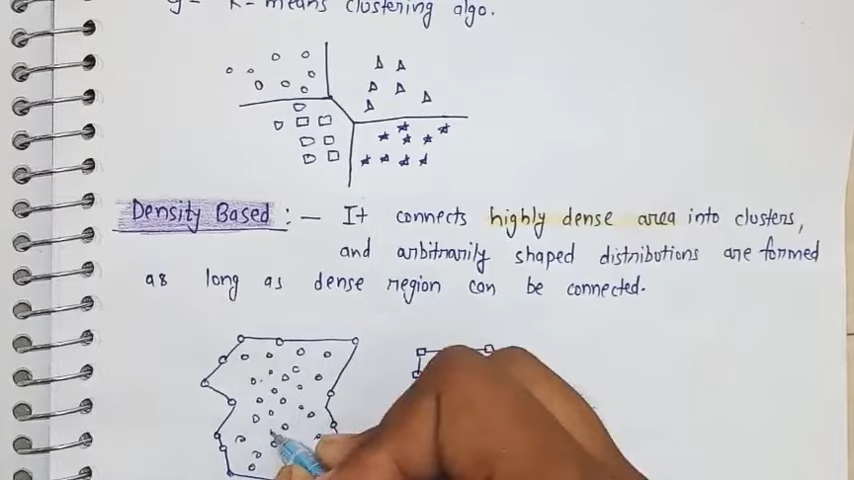 g- K- means clustering algo.
Density Based :- It connects highly dense area into clusters,
and arbitrarily shaped distributions are formed
as long as dense region can be connected.